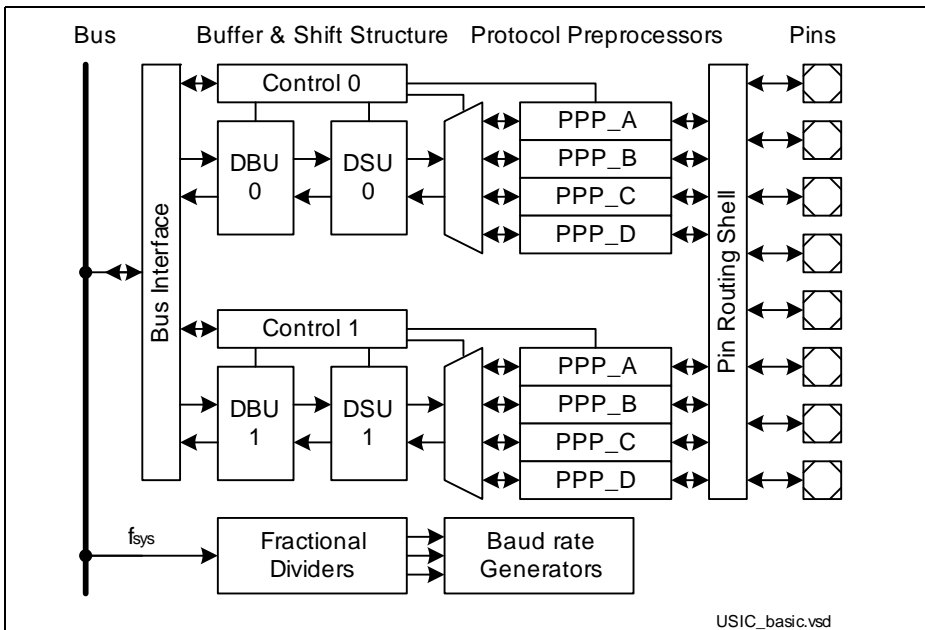 Bus
Buffer & Shift Structure
Protocol Preprocessors
Pins
Bus Interface
Control 0
DBU
0
DSU
0
PPP_A
PPP_B
PPP_C
PPP_D
Pin Routing Shell
Control 1
DBU
1
DSU
1
PPP_A
PPP_B
PPP_C
PPP_D
fsys
Fractional
Dividers
Baud rate
Generators
USIC_basic.vsd